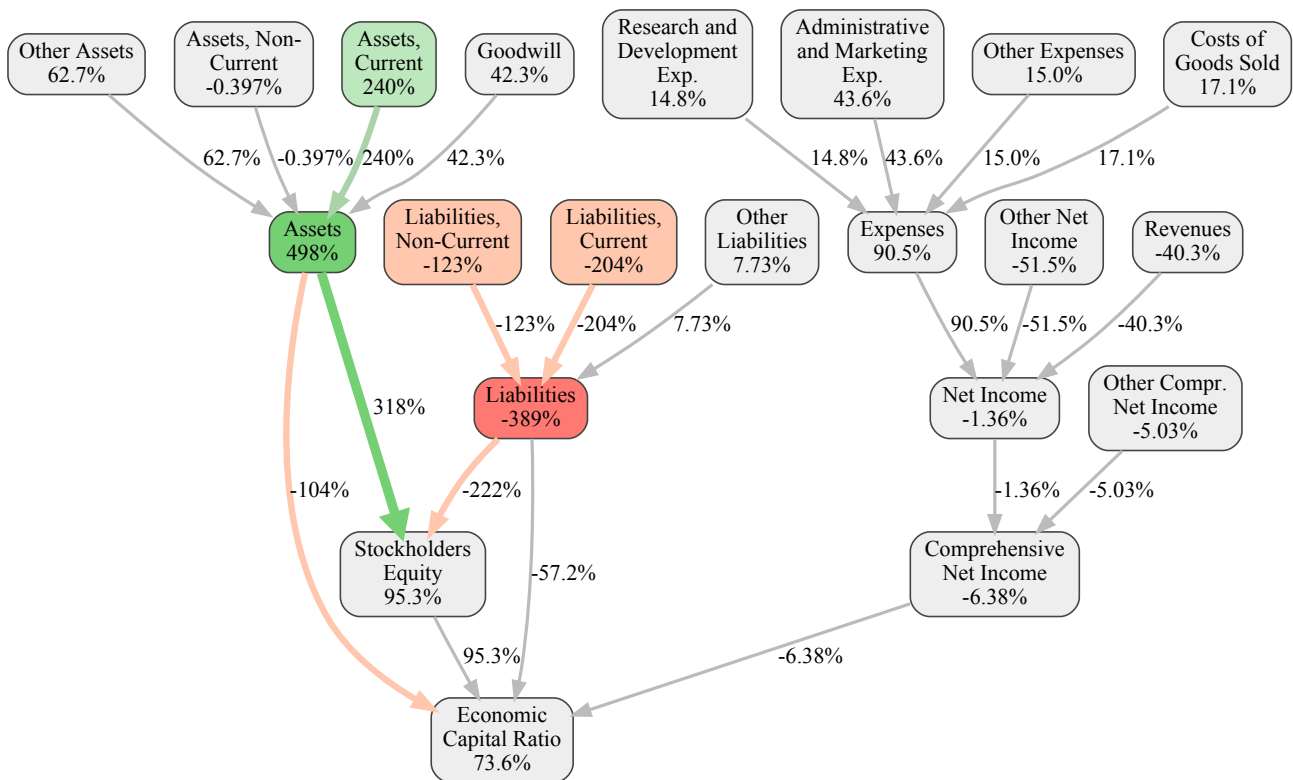 Other Assets
62.7%
Assets, Non-
Current
-0.397%
Assets,
Current
240%
Goodwill
42.3%
Research and
Development
Exp.
14.8%
Administrative
and Marketing
Exp.
43.6%
Other Expenses
15.0%
Costs of
Goods Sold
17.1%
62.7%
-0.397%
240%
42.3%
14.8%
43.6%
15.0%
17.1%
Assets
498%
Liabilities,
Non-Current
-123%
Liabilities,
Current
-204%
Other
Liabilities
7.73%
Expenses
90.5%
Other Net
Income
-51.5%
Revenues
-40.3%
-123%
-204%
7.73%
90.5%
-51.5%
-40.3%
318%
Liabilities
-389%
Net Income
-1.36%
Other Compr.
Net Income
-5.03%
-104%
-222%
-1.36%
-5.03%
Stockholders
Equity
95.3%
-57.2%
Comprehensive
Net Income
-6.38%
95.3%
-6.38%
Economic
Capital Ratio
73.6%